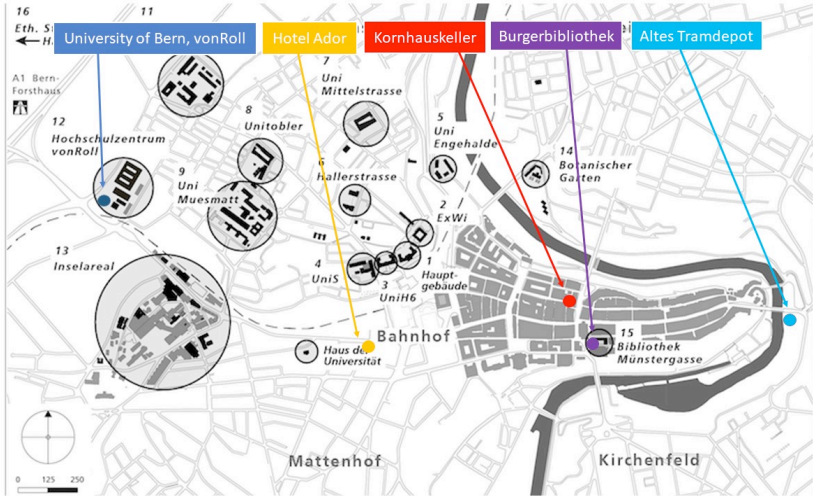 16
11
Eth. St
University of Bern, vonRoll
Hotel Ador
Kornhauskeller
Burgerbibliothek
Altes Tramdepot
A1 Bern-
Forsthaus
7
Uni
Mittelstrasse
8
Unitobler
12
Hochschulzentrum
vonRoll
5
Uni
Engehalde
14
Botanischer
Garten
9
Uni
Muesmatt
6
Hallerstrasse
2
ExWi
13
Inselareal
4
UniS
3
UniH6
1
Haupt-
gebäude
Bahnhof
Haus der
Universität
15
Bibliothek
Münstergasse
Mattenhof
Kirchenfeld
0 125 250